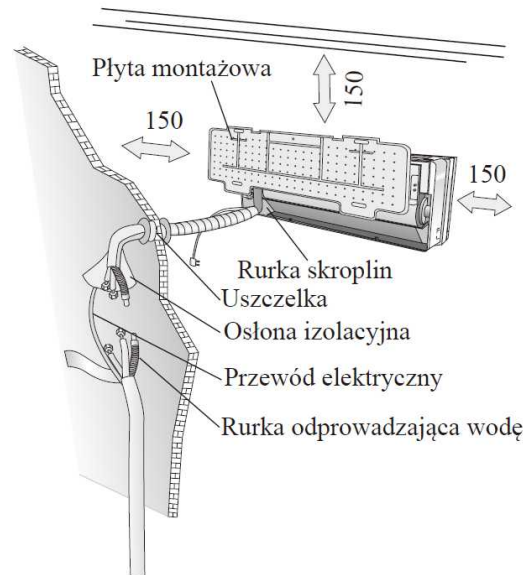 Płyta montażowa
150
150
150
Rurka skroplin
Uszczelka
Osłona izolacyjna
Przewód elektryczny
Rurka odprowadzająca wodę